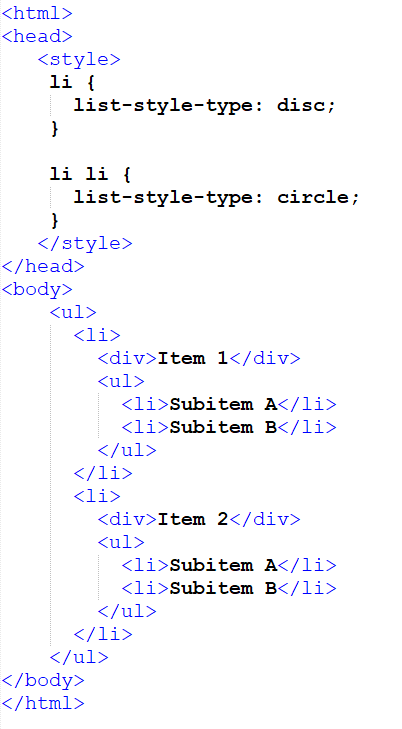 <html>
<head>
   <style>
    li {
      list-style-type: disc;
    }

    li li {
      list-style-type: circle;
    }
   </style>
</head>
<body>
    <ul>
      <li>
        <div>Item 1</div>
        <ul>
          <li>Subitem A</li>
          <li>Subitem B</li>
        </ul>
      </li>
      <li>
        <div>Item 2</div>
        <ul>
          <li>Subitem A</li>
          <li>Subitem B</li>
        </ul>
      </li>
    </ul>
</body>
</html>